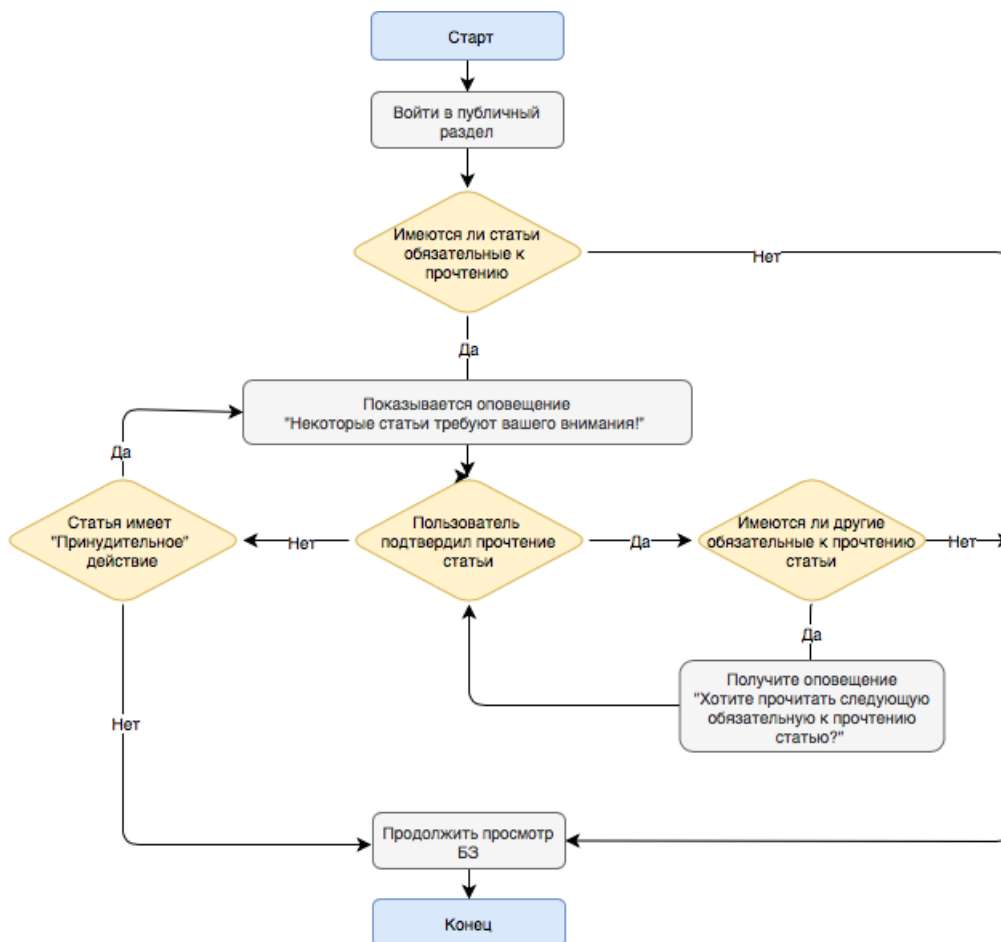 Старт
Войти в публичный
раздел
Имеются ли статьи
обязательные к
прочтению
Нет
Да
Показывается оповещение
"Некоторые статьи требуют вашего внимания!"
Да
Статья имеет
"Принудительное"
действие
Нет
Пользователь
подтвердил прочтение
статьи
Да
Имеются ли другие
обязательные к прочтению
статьи
Нет
Да
Получите оповещение
"Хотите прочитать следующую
обязательную к прочтению
статью?"
Нет
Продолжить просмотр
БЗ
Конец